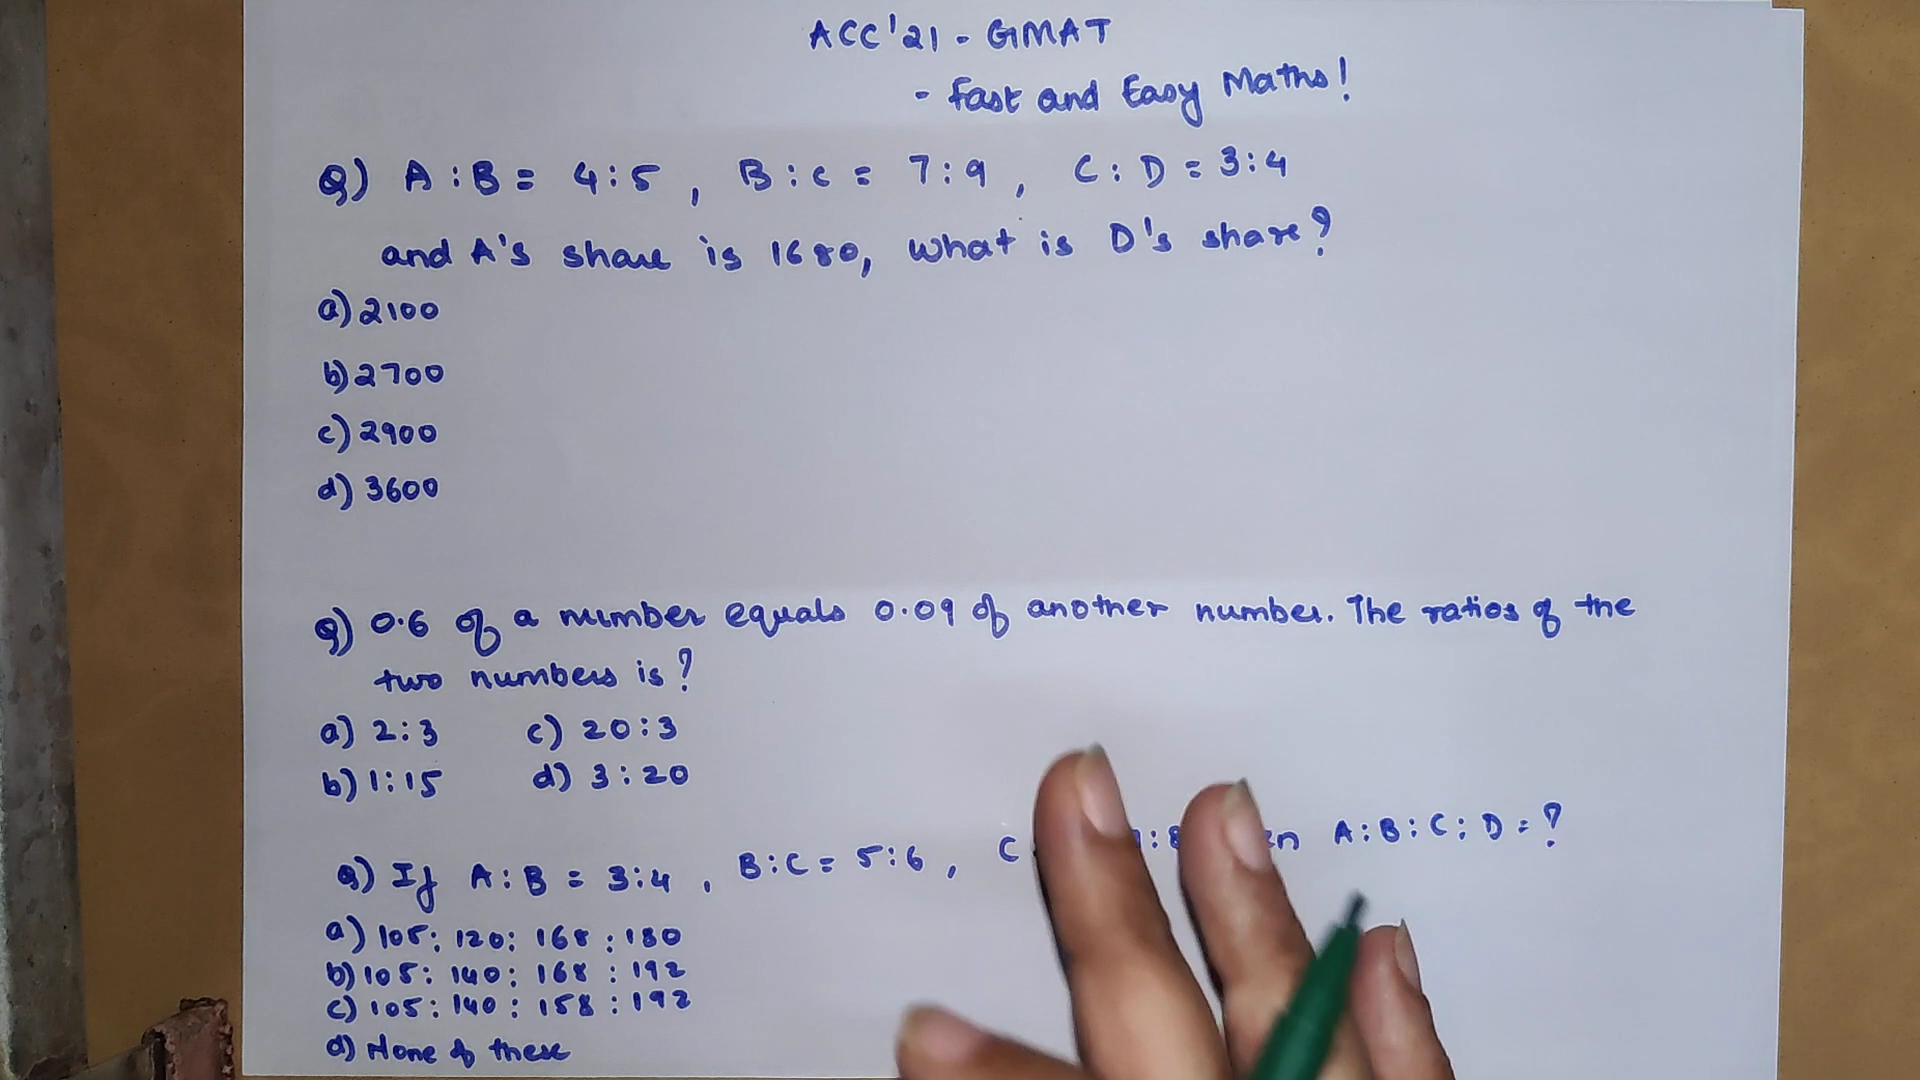 ACC'21 - GMAT
- Fast and Easy Maths!
Q) A:B = 4:5, B:C = 7:9, C:D = 3:4
and A's share is 1680, what is D's share?
a) 2100
b) 2700
c) 2900
d) 3600
Q) 0.6 of a number equals 0.09 of another number. The ratios of the
two numbers is?
a) 2:3 c) 20:3
b) 1:15 d) 3:20
Q) If A:B = 3:4, B:C = 5:6, C A:B:C:D = ?
a) 105: 120: 168: 180
b) 105: 140: 168: 192
c) 105: 140: 158: 192
d) None of these